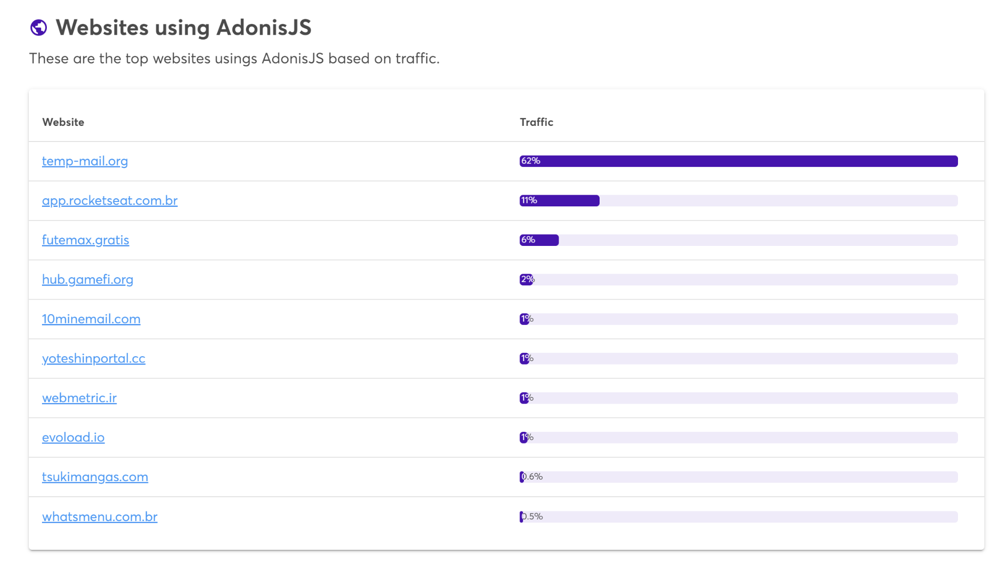 Websites using AdonisJS
These are the top websites usings AdonisJS based on traffic.
Website Traffic
temp-mail.org 62%
app.rocketseat.com.br 11%
futemax.gratis 6%
hub.gamefi.org 2%
10minemail.com 1%
yoteshinportal.cc 1%
webmetric.ir 1%
evoload.io 1%
tsukimangas.com 0.6%
whatsmenu.com.br 0.5%